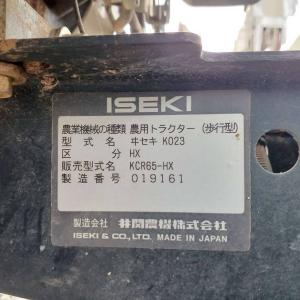 ISEKI
農業機械の種類 農用トラクター (歩行型)
型式名 ヰセキ K023
区分 HX
販売型式名 KCR65-HX
製造番号 019161
製造会社 井関農機株式会社
ISEKI & CO., LTD. MADE IN JAPAN